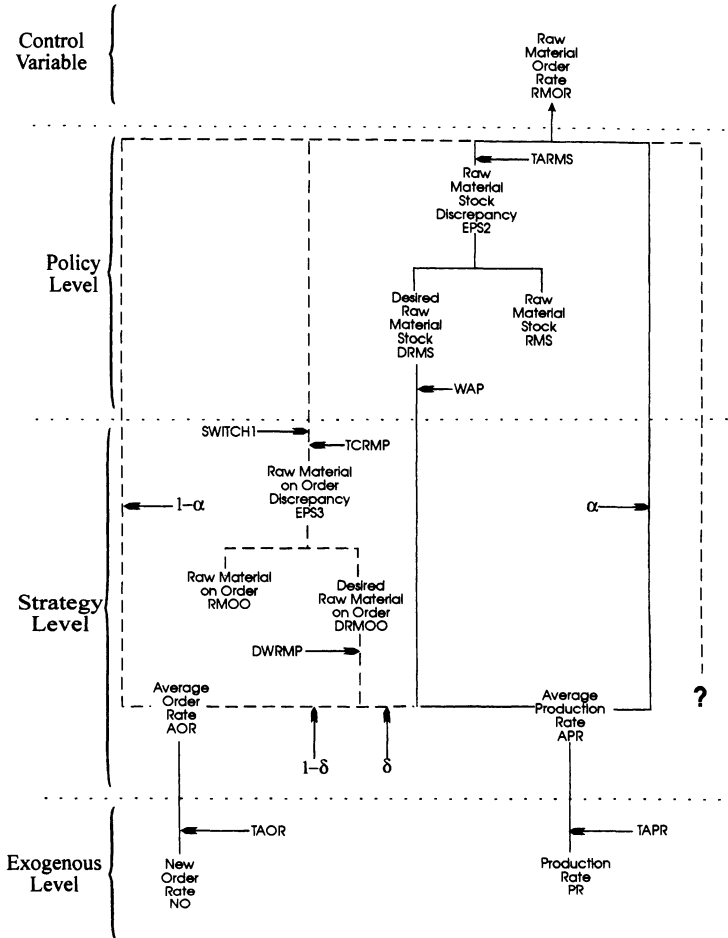 Control
Variable
Raw
Material
Order
Rate
RMOR
TARMS
Raw
Material
Stock
Discrepancy
EPS2
Policy
Level
Desired
Raw
Material
Stock
DRMS
Raw
Material
Stock
RMS
WAP
SWITCH1
TCRMP
Raw Material
on Order
Discrepancy
EPS3
1-α
α
Raw Material
on Order
RMOO
Desired
Raw Material
on Order
DRMOO
Strategy
Level
DWRMP
?
Average
Order
Rate
AOR
Average
Production
Rate
APR
1-δ
δ
TAOR
TAPR
Exogenous
Level
New
Order
Rate
NO
Production
Rate
PR